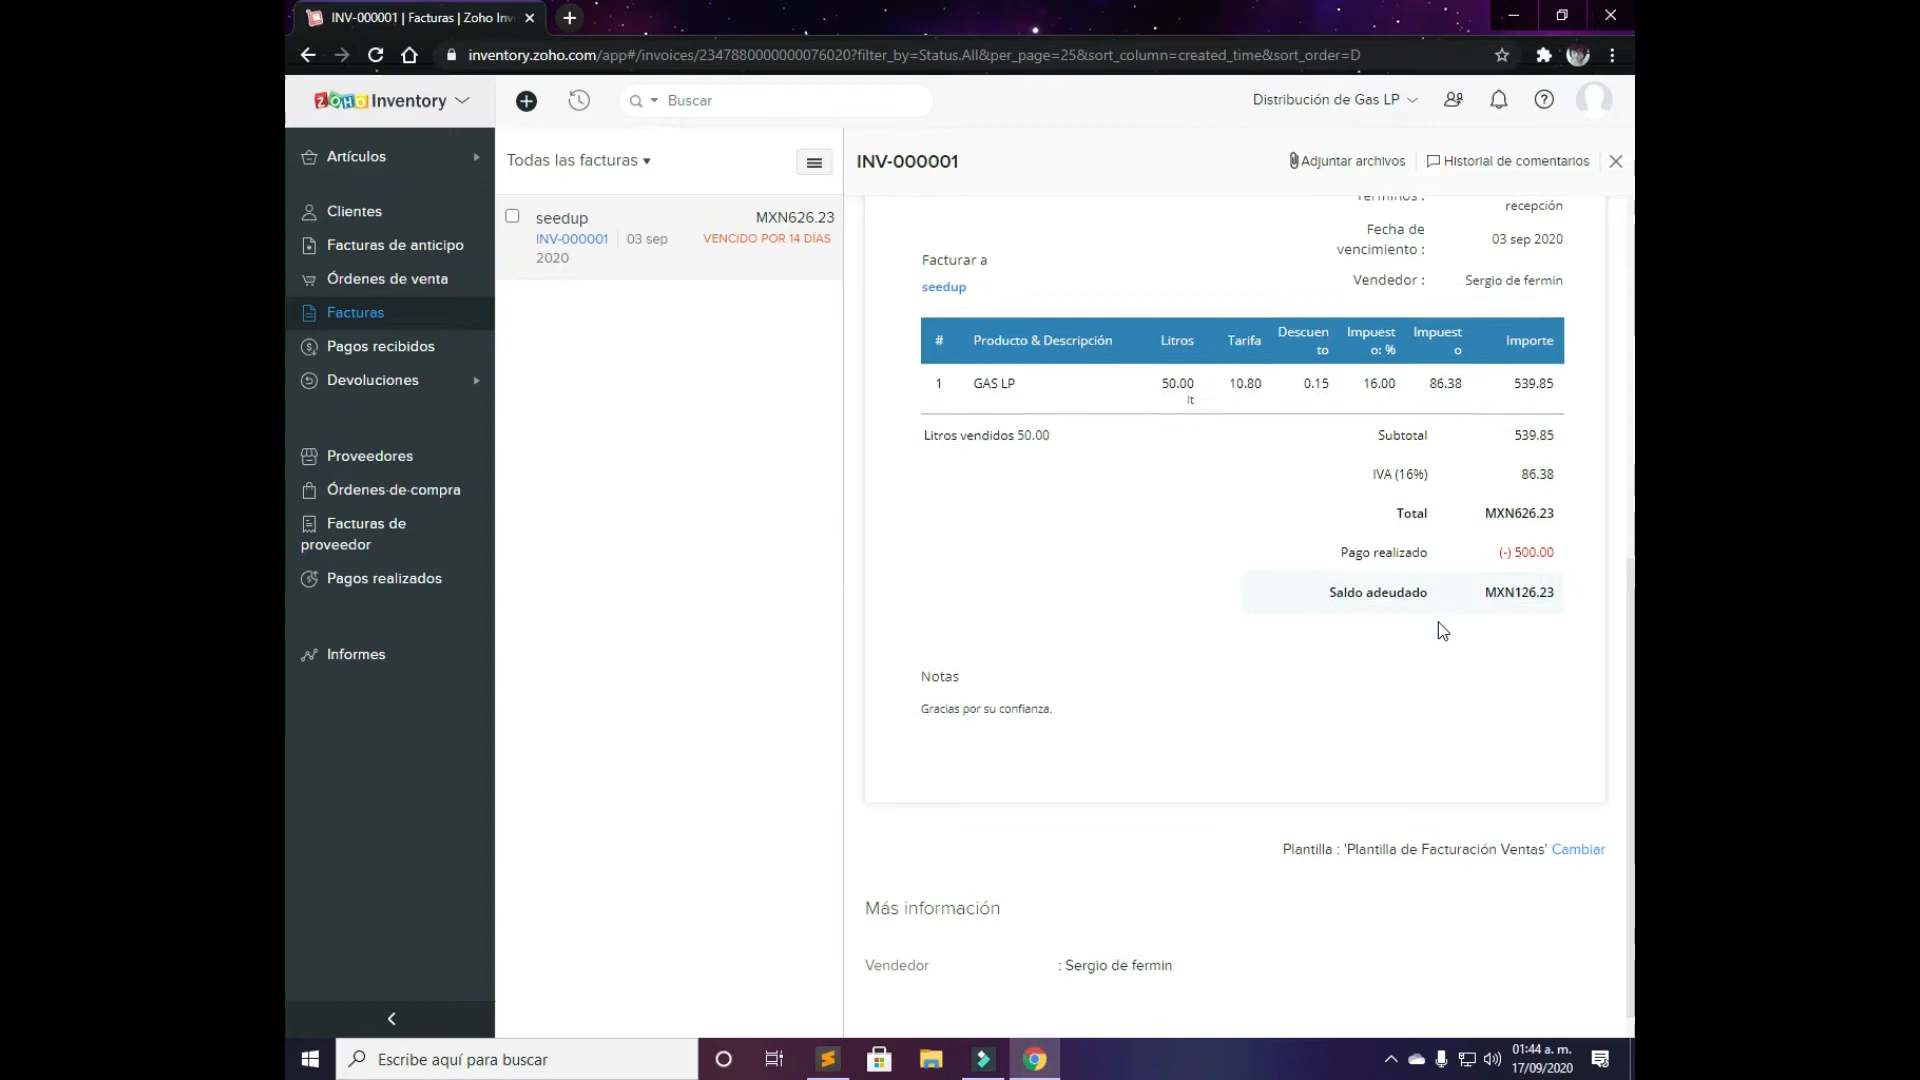 INV-000001 | Facturas | Zoho Inv
inventory.zoho.com/app#/invoices/2347880000000076020?filter_by=Status.All&per_page=25&sort_column=created_time&sort_order=D
ZOHO Inventory
Buscar
Distribución de Gas LP
Artículos
Clientes
Facturas de anticipo
Órdenes de venta
Facturas
Pagos recibidos
Devoluciones
Proveedores
Órdenes-de-compra
Facturas de
proveedor
Pagos realizados
Informes
Todas las facturas
seedup MXN626.23
INV-000001 03 sep VENCIDO POR 14 DÍAS
2020
INV-000001
Adjuntar archivos
Historial de comentarios
Términos :
recepción
Fecha de
vencimiento : 03 sep 2020
Facturar a
seedup
Vendedor : Sergio de fermin
# Producto & Descripción Litros Tarifa Descuen
to Impuest
o: % Impuest
o Importe
1 GAS LP 50.00
lt 10.80 0.15 16.00 86.38 539.85
Litros vendidos 50.00
Subtotal 539.85
IVA (16%) 86.38
Total MXN626.23
Pago realizado (-) 500.00
Saldo adeudado MXN126.23
Notas
Gracias por su confianza.
Plantilla : 'Plantilla de Facturación Ventas' Cambiar
Más información
Vendedor : Sergio de fermin
Escribe aquí para buscar
01:44 a. m.
17/09/2020